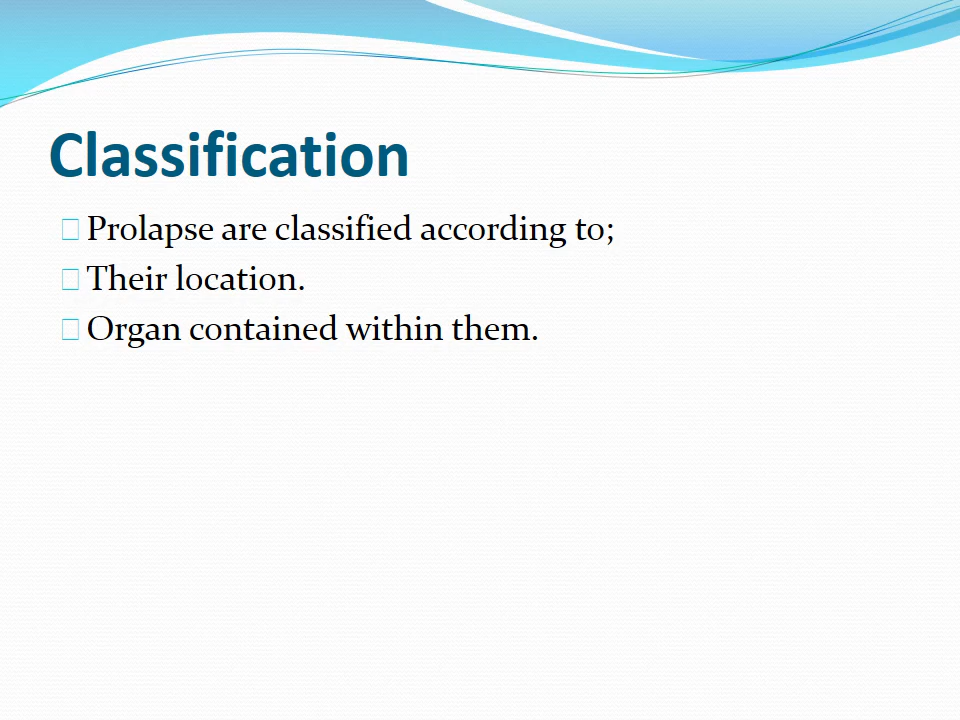 Classification
Prolapse are classified according to;
Their location.
Organ contained within them.